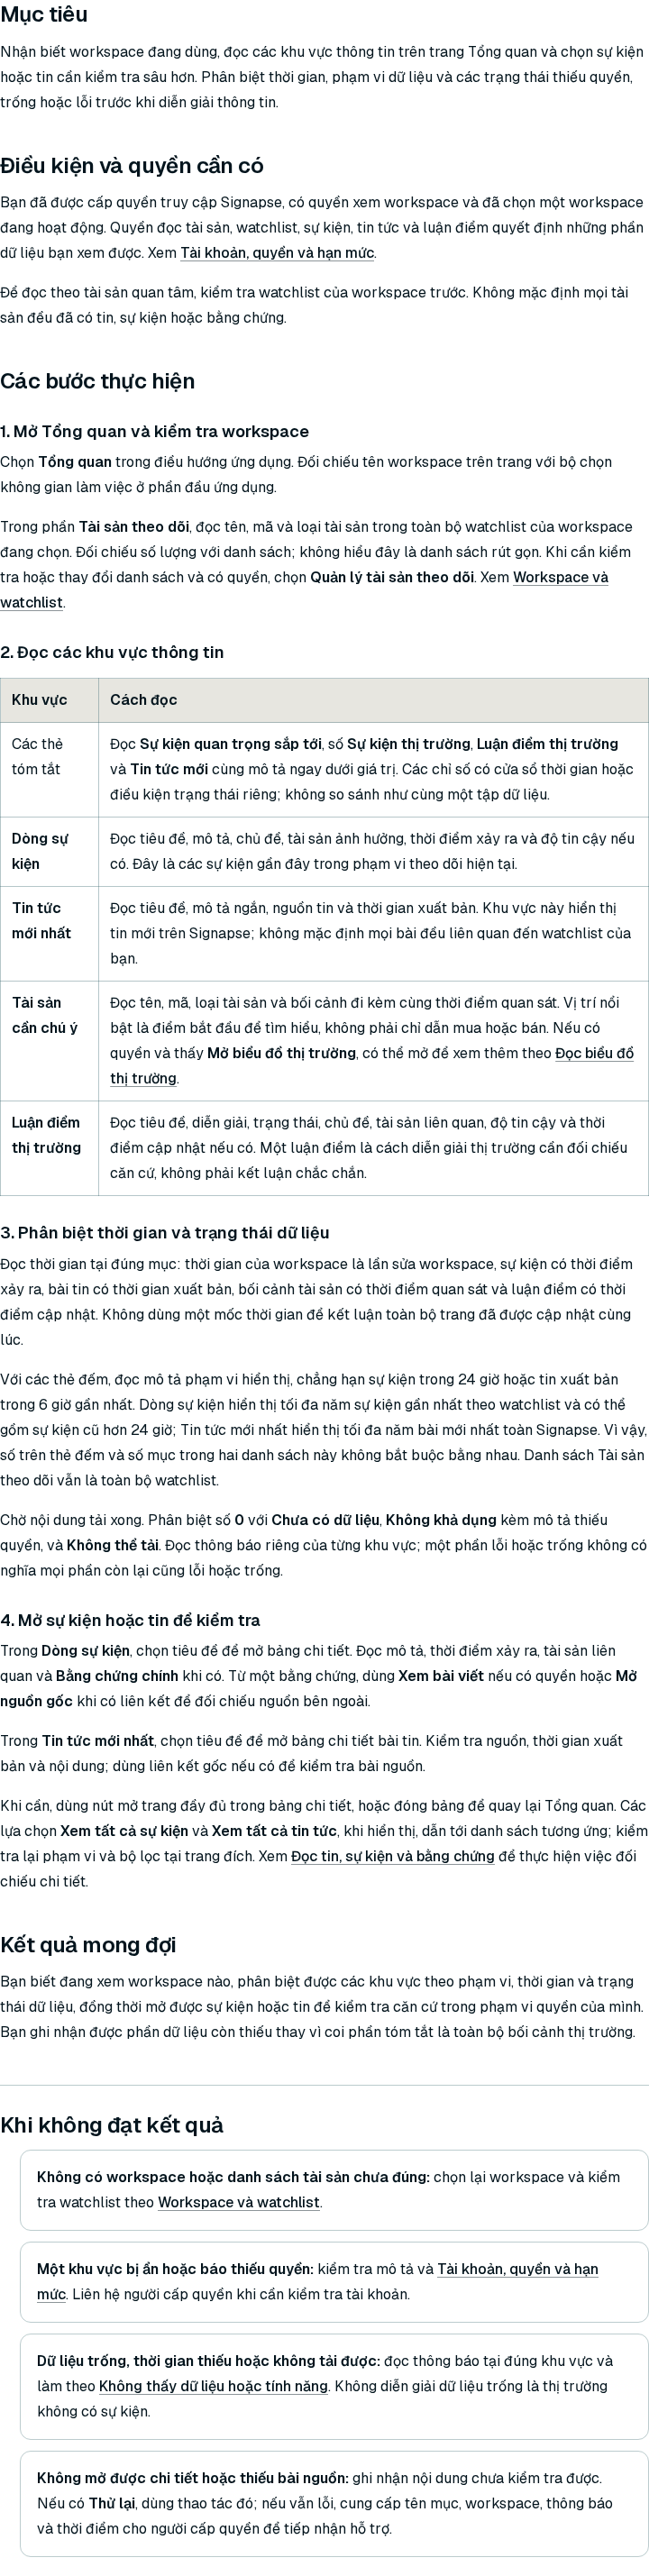 Mục tiêu
Nhận biết workspace đang dùng, đọc các khu vực thông tin trên trang Tổng quan và chọn sự kiện
hoặc tin cần kiểm tra sâu hơn. Phân biệt thời gian, phạm vi dữ liệu và các trạng thái thiếu quyền,
trống hoặc lỗi trước khi diễn giải thông tin.
Điều kiện và quyền cần có
Bạn đã được cấp quyền truy cập Signapse, có quyền xem workspace và đã chọn một workspace
đang hoạt động. Quyền đọc tài sản, watchlist, sự kiện, tin tức và luận điểm quyết định những phần
dữ liệu bạn xem được. Xem Tài khoản, quyền và hạn mức.
Để đọc theo tài sản quan tâm, kiểm tra watchlist của workspace trước. Không mặc định mọi tài
sản đều đã có tin, sự kiện hoặc bằng chứng.
Các bước thực hiện
1. Mở Tổng quan và kiểm tra workspace
Chọn Tổng quan trong điều hướng ứng dụng. Đối chiếu tên workspace trên trang với bộ chọn
không gian làm việc ở phần đầu ứng dụng.
Trong phần Tài sản theo dõi, đọc tên, mã và loại tài sản trong toàn bộ watchlist của workspace
đang chọn. Đối chiếu số lượng với danh sách; không hiểu đây là danh sách rút gọn. Khi cần kiểm
tra hoặc thay đổi danh sách và có quyền, chọn Quản lý tài sản theo dõi. Xem Workspace và
watchlist.
2. Đọc các khu vực thông tin
Khu vực
Cách đọc
Các thẻ
tóm tắt
Đọc Sự kiện quan trọng sắp tới, số Sự kiện thị trường, Luận điểm thị trường
và Tin tức mới cùng mô tả ngay dưới giá trị. Các chỉ số có cửa sổ thời gian hoặc
điều kiện trạng thái riêng; không so sánh như cùng một tập dữ liệu.
Dòng sự
kiện
Đọc tiêu đề, mô tả, chủ đề, tài sản ảnh hưởng, thời điểm xảy ra và độ tin cậy nếu
có. Đây là các sự kiện gần đây trong phạm vi theo dõi hiện tại.
Tin tức
mới nhất
Đọc tiêu đề, mô tả ngắn, nguồn tin và thời gian xuất bản. Khu vực này hiển thị
tin mới trên Signapse; không mặc định mọi bài đều liên quan đến watchlist của
bạn.
Tài sản
cần chú ý
Đọc tên, mã, loại tài sản và bối cảnh đi kèm cùng thời điểm quan sát. Vị trí nổi
bật là điểm bắt đầu để tìm hiểu, không phải chỉ dẫn mua hoặc bán. Nếu có
quyền và thấy Mở biểu đồ thị trường, có thể mở để xem thêm theo Đọc biểu đồ
thị trường.
Luận điểm
thị trường
Đọc tiêu đề, diễn giải, trạng thái, chủ đề, tài sản liên quan, độ tin cậy và thời
điểm cập nhật nếu có. Một luận điểm là cách diễn giải thị trường cần đối chiếu
căn cứ, không phải kết luận chắc chắn.
3. Phân biệt thời gian và trạng thái dữ liệu
Đọc thời gian tại đúng mục: thời gian của workspace là lần sửa workspace, sự kiện có thời điểm
xảy ra, bài tin có thời gian xuất bản, bối cảnh tài sản có thời điểm quan sát và luận điểm có thời
điểm cập nhật. Không dùng một mốc thời gian để kết luận toàn bộ trang đã được cập nhật cùng
lúc.
Với các thẻ đếm, đọc mô tả phạm vi hiển thị, chẳng hạn sự kiện trong 24 giờ hoặc tin xuất bản
trong 6 giờ gần nhất. Dòng sự kiện hiển thị tối đa năm sự kiện gần nhất theo watchlist và có thể
gồm sự kiện cũ hơn 24 giờ; Tin tức mới nhất hiển thị tối đa năm bài mới nhất toàn Signapse. Vì vậy,
số trên thẻ đếm và số mục trong hai danh sách này không bắt buộc bằng nhau. Danh sách Tài sản
theo dõi vẫn là toàn bộ watchlist.
Chờ nội dung tải xong. Phân biệt số 0 với Chưa có dữ liệu, Không khả dụng kèm mô tả thiếu
quyền, và Không thể tải. Đọc thông báo riêng của từng khu vực; một phần lỗi hoặc trống không có
nghĩa mọi phần còn lại cũng lỗi hoặc trống.
4. Mở sự kiện hoặc tin để kiểm tra
Trong Dòng sự kiện, chọn tiêu đề để mở bảng chi tiết. Đọc mô tả, thời điểm xảy ra, tài sản liên
quan và Bằng chứng chính khi có. Từ một bằng chứng, dùng Xem bài viết nếu có quyền hoặc Mở
nguồn gốc khi có liên kết để đối chiếu nguồn bên ngoài.
Trong Tin tức mới nhất, chọn tiêu đề để mở bảng chi tiết bài tin. Kiểm tra nguồn, thời gian xuất
bản và nội dung; dùng liên kết gốc nếu có để kiểm tra bài nguồn.
Khi cần, dùng nút mở trang đầy đủ trong bảng chi tiết, hoặc đóng bảng để quay lại Tổng quan. Các
lựa chọn Xem tất cả sự kiện và Xem tất cả tin tức, khi hiển thị, dẫn tới danh sách tương ứng; kiểm
tra lại phạm vi và bộ lọc tại trang đích. Xem Đọc tin, sự kiện và bằng chứng để thực hiện việc đối
chiếu chi tiết.
Kết quả mong đợi
Bạn biết đang xem workspace nào, phân biệt được các khu vực theo phạm vi, thời gian và trạng
thái dữ liệu, đồng thời mở được sự kiện hoặc tin để kiểm tra căn cứ trong phạm vi quyền của mình.
Bạn ghi nhận được phần dữ liệu còn thiếu thay vì coi phần tóm tắt là toàn bộ bối cảnh thị trường.
Khi không đạt kết quả
Không có workspace hoặc danh sách tài sản chưa đúng: chọn lại workspace và kiểm
tra watchlist theo Workspace và watchlist.
Một khu vực bị ẩn hoặc báo thiếu quyền: kiểm tra mô tả và Tài khoản, quyền và hạn
mức. Liên hệ người cấp quyền khi cần kiểm tra tài khoản.
Dữ liệu trống, thời gian thiếu hoặc không tải được: đọc thông báo tại đúng khu vực và
làm theo Không thấy dữ liệu hoặc tính năng. Không diễn giải dữ liệu trống là thị trường
không có sự kiện.
Không mở được chi tiết hoặc thiếu bài nguồn: ghi nhận nội dung chưa kiểm tra được.
Nếu có Thử lại, dùng thao tác đó; nếu vẫn lỗi, cung cấp tên mục, workspace, thông báo
và thời điểm cho người cấp quyền để tiếp nhận hỗ trợ.